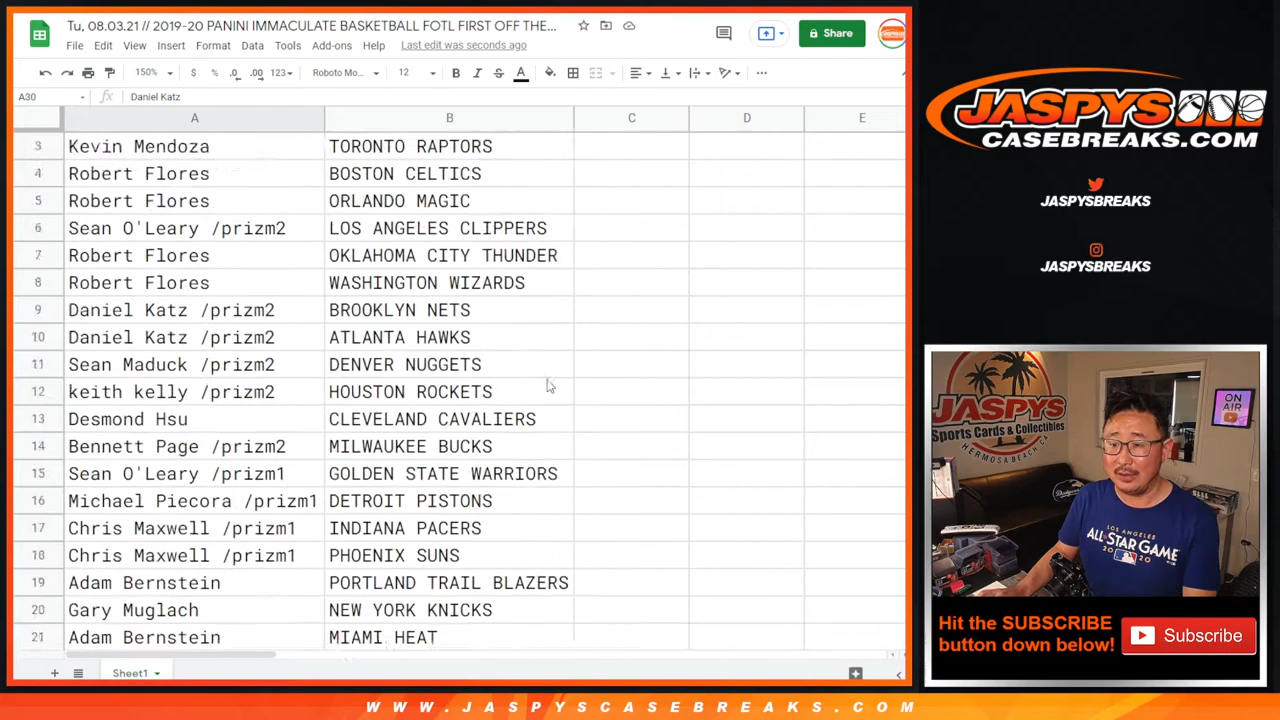 Tu, 08.03.21 // 2019-20 PANINI IMMACULATE BASKETBALL FOTL FIRST OFF THE...
File Edit View Insert Format Data Tools Add-ons Help Last edit was seconds ago
Share
150% $ % .0 .00 123 Roboto Mo... 12 B I S A
A30 fx Daniel Katz
A B C D E
3 Kevin Mendoza TORONTO RAPTORS
4 Robert Flores BOSTON CELTICS
5 Robert Flores ORLANDO MAGIC
6 Sean O'Leary /prizm2 LOS ANGELES CLIPPERS
7 Robert Flores OKLAHOMA CITY THUNDER
8 Robert Flores WASHINGTON WIZARDS
9 Daniel Katz /prizm2 BROOKLYN NETS
10 Daniel Katz /prizm2 ATLANTA HAWKS
11 Sean Maduck /prizm2 DENVER NUGGETS
12 keith kelly /prizm2 HOUSTON ROCKETS
13 Desmond Hsu CLEVELAND CAVALIERS
14 Bennett Page /prizm2 MILWAUKEE BUCKS
15 Sean O'Leary /prizm1 GOLDEN STATE WARRIORS
16 Michael Piecora /prizm1 DETROIT PISTONS
17 Chris Maxwell /prizm1 INDIANA PACERS
18 Chris Maxwell /prizm1 PHOENIX SUNS
19 Adam Bernstein PORTLAND TRAIL BLAZERS
20 Gary Muglach NEW YORK KNICKS
21 Adam Bernstein MIAMI HEAT
Sheet1
JASPYS
CASEBREAKS.COM
JASPYSBREAKS
JASPYSBREAKS
JASPYS
Sports Cards & Collectibles
HERMOSA BEACH CA
ON
AIR
Dodgers
LOS ANGELES
ALL STAR GAME
2020
Hit the SUBSCRIBE
button down below!
Subscribe
WWW.JASPYSCASEBREAKS.COM